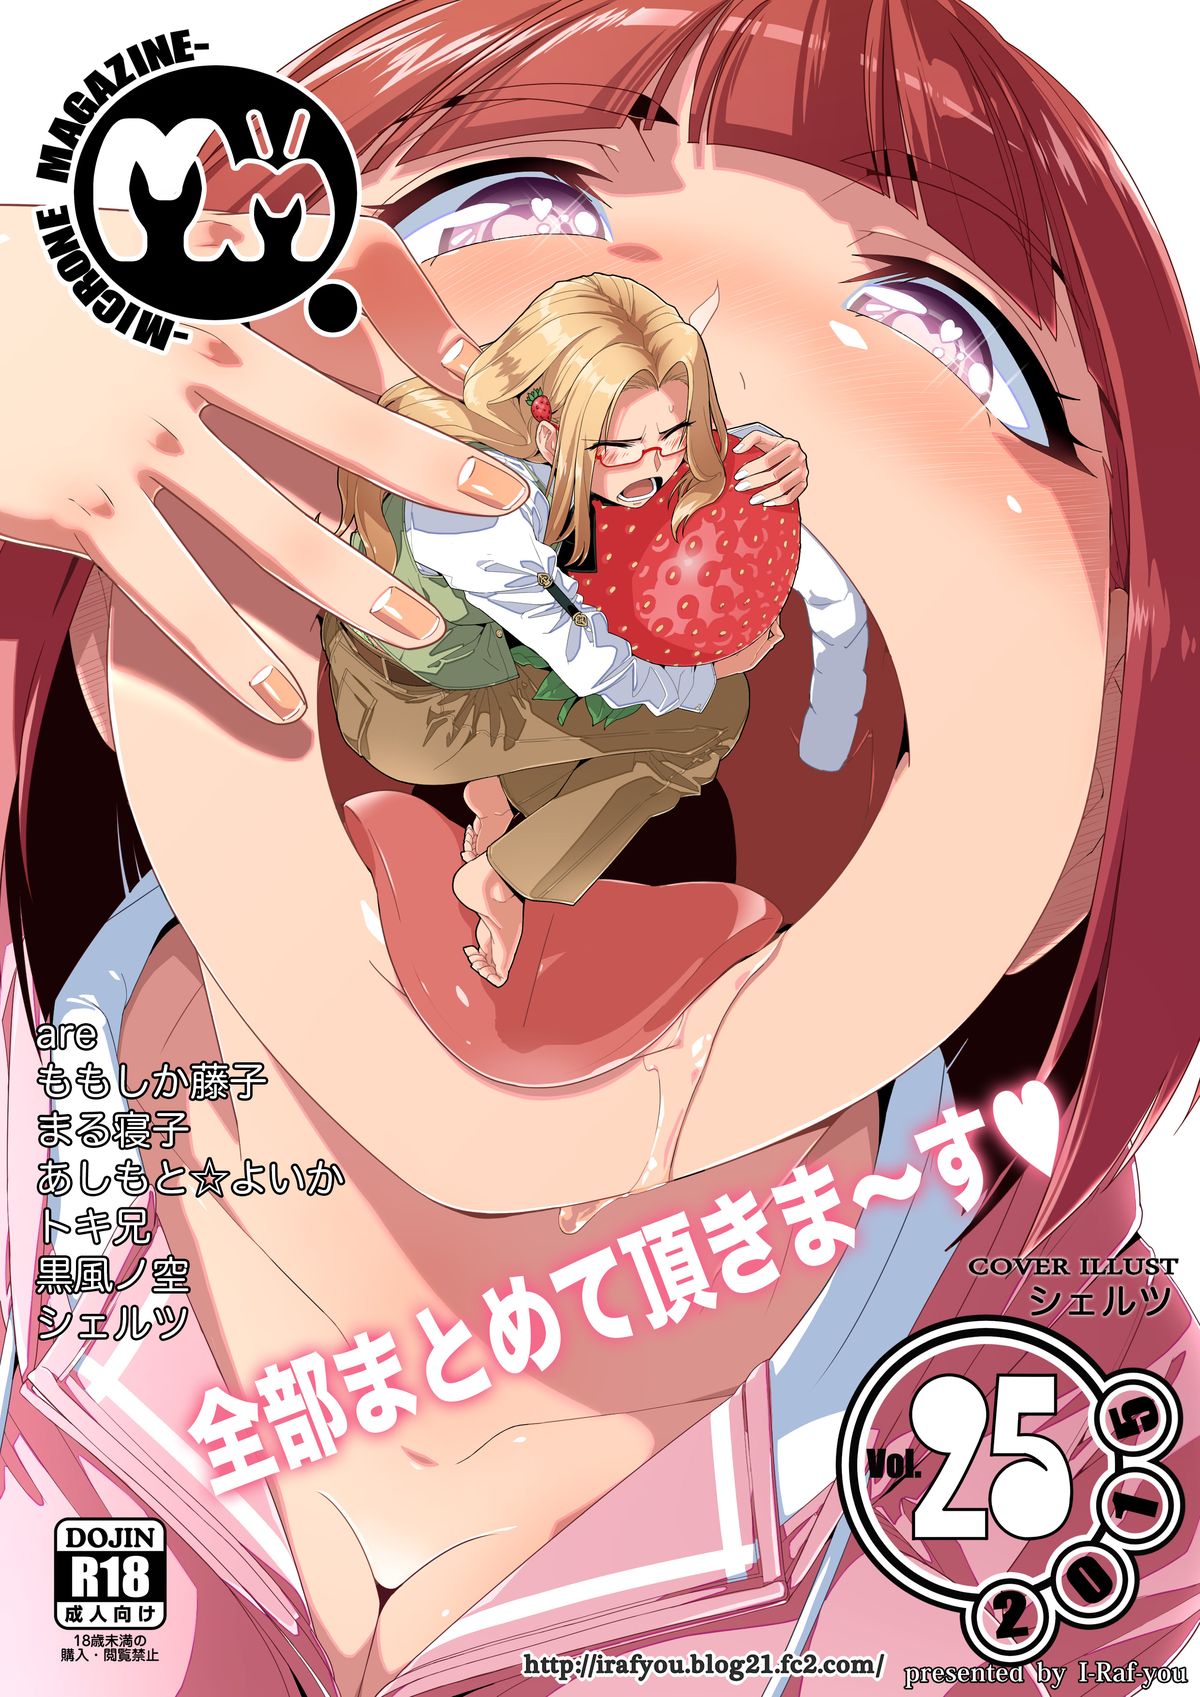 -MICRONE MAGAZINE-
are
ももしか藤子
まる寝子
あしもと☆よいか
トキ兄
黒風ノ空
シェルツ
全部まとめて頂きま～す♥
COVER ILLUST
シェルツ
Vol. 25
2015
DOJIN
R18
成人向け
18歳未満の
購入・閲覧禁止
http://irafyou.blog21.fc2.com/
presented by I-Raf-you